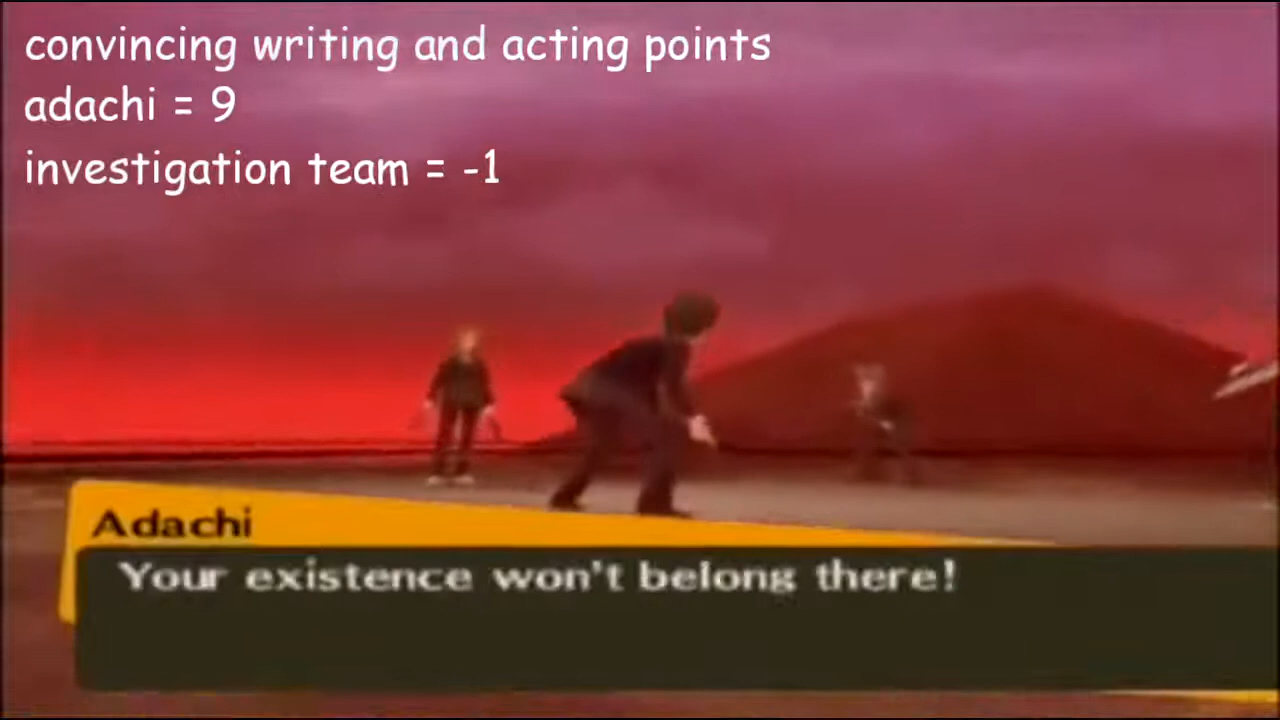 convincing writing and acting points
adachi = 9
investigation team = -1
Adachi
Your existence won't belong there!